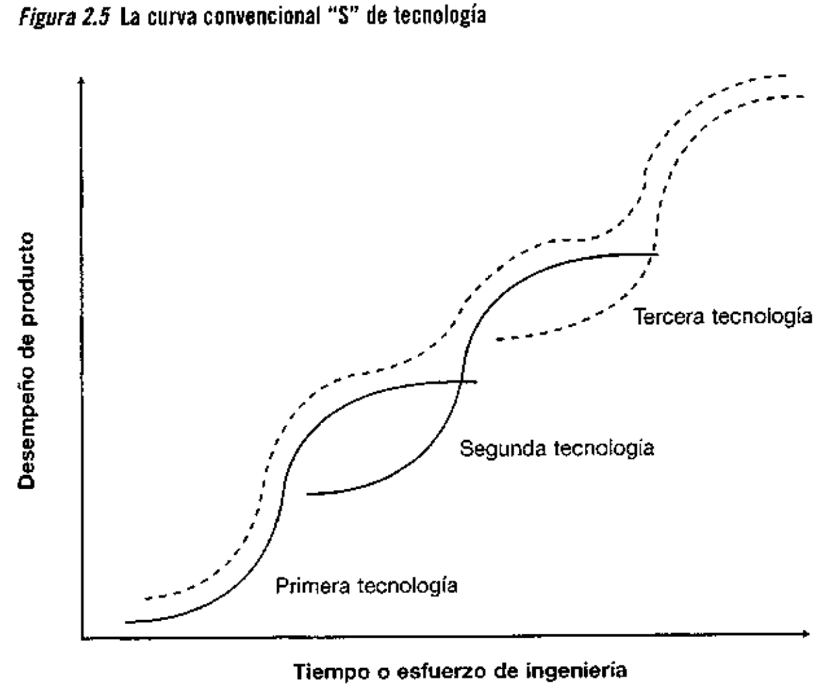 Figura 2.5 La curva convencional “S” de tecnología
Desempeño de producto
Tercera tecnología
Segunda tecnología
Primera tecnología
Tiempo o esfuerzo de ingeniería